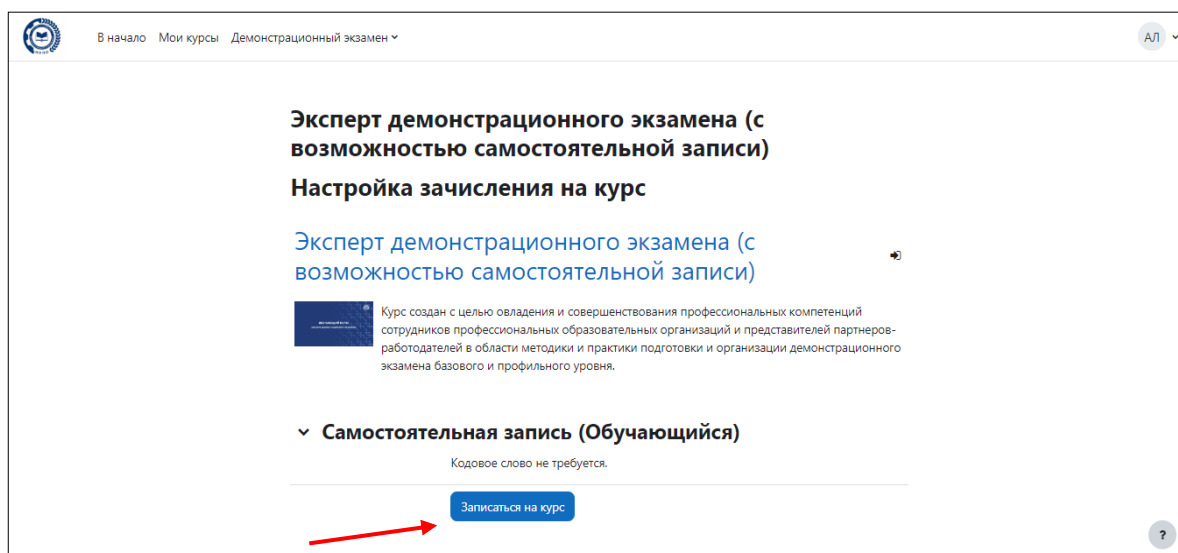 В начало Мои курсы Демонстрационный экзамен
АЛ
Эксперт демонстрационного экзамена (с
возможностью самостоятельной записи)
Настройка зачисления на курс
Эксперт демонстрационного экзамена (с
возможностью самостоятельной записи)
Курс создан с целью овладения и совершенствования профессиональных компетенций
сотрудников профессиональных образовательных организаций и представителей партнеров-
работодателей в области методики и практики подготовки и организации демонстрационного
экзамена базового и профильного уровня.
Самостоятельная запись (Обучающийся)
Кодовое слово не требуется.
Записаться на курс
?